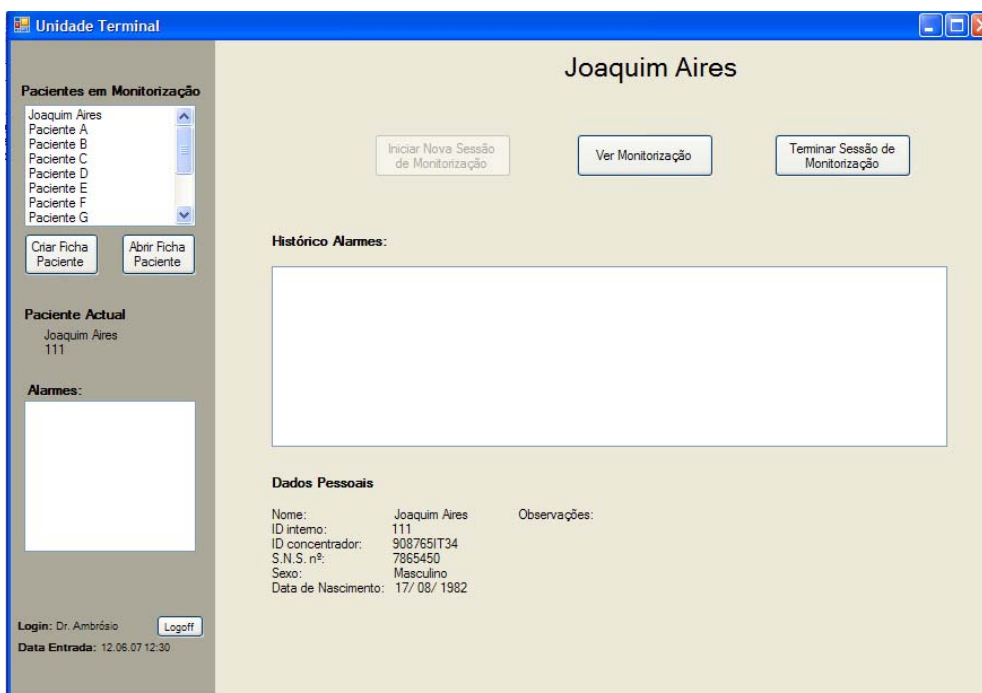 Unidade Terminal
Pacientes em Monitorização
Joaquim Aires
Paciente A
Paciente B
Paciente C
Paciente D
Paciente E
Paciente F
Paciente G
Criar Ficha
Paciente
Abrir Ficha
Paciente
Paciente Actual
Joaquim Aires
111
Alarmes:
Login: Dr. Ambrósio
Logoff
Data Entrada: 12.06.07 12:30
Joaquim Aires
Iniciar Nova Sessão
de Monitorização
Ver Monitorização
Terminar Sessão de
Monitorização
Histórico Alarmes:
Dados Pessoais
Nome: Joaquim Aires Observações:
ID interno: 111
ID concentrador: 908765IT34
S.N.S. nº: 7865450
Sexo: Masculino
Data de Nascimento: 17/ 08/ 1982